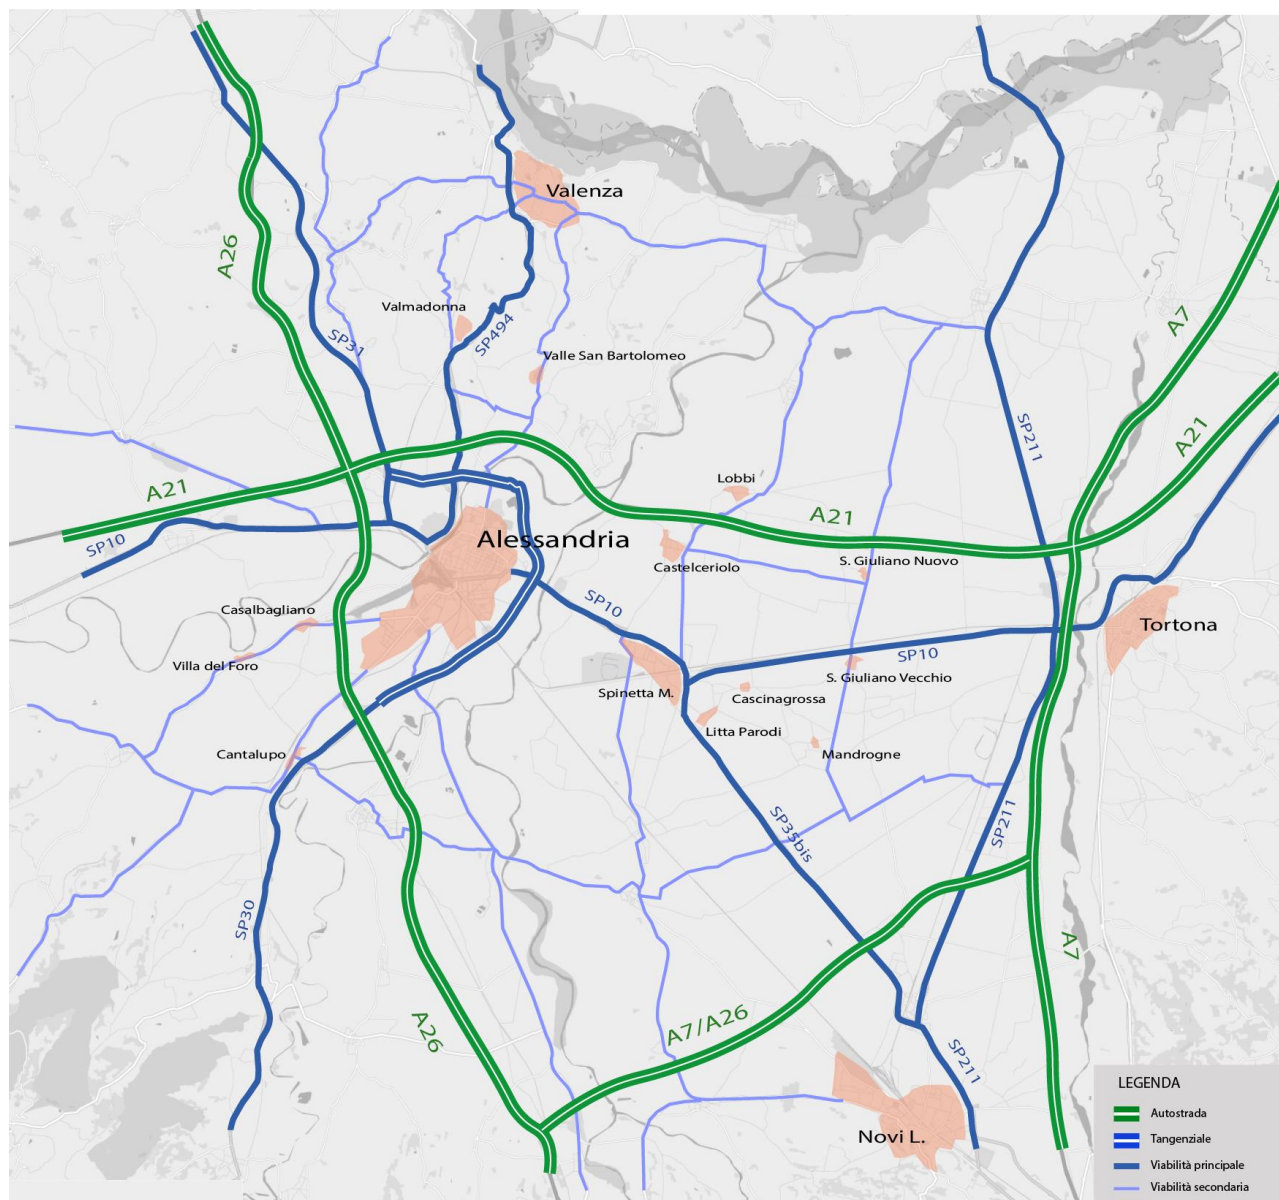 Valenza
A26
A7
Valmadonna
SP31
SP494
Valle San Bartolomeo
SP211
A21
Lobbi
A21
A21
SP10
Alessandria
Castelceriolo
S. Giuliano Nuovo
Casalbagliano
SP10
Tortona
Villa del Foro
SP10
S. Giuliano Vecchio
Spinetta M.
Cascinagrossa
Litta Parodi
Cantalupo
Mandrogne
SP35bis
SP211
SP30
A7
A26
A7/A26
SP211
Novi L.
LEGENDA
Autostrada
Tangenziale
Viabilità principale
Viabilità secondaria